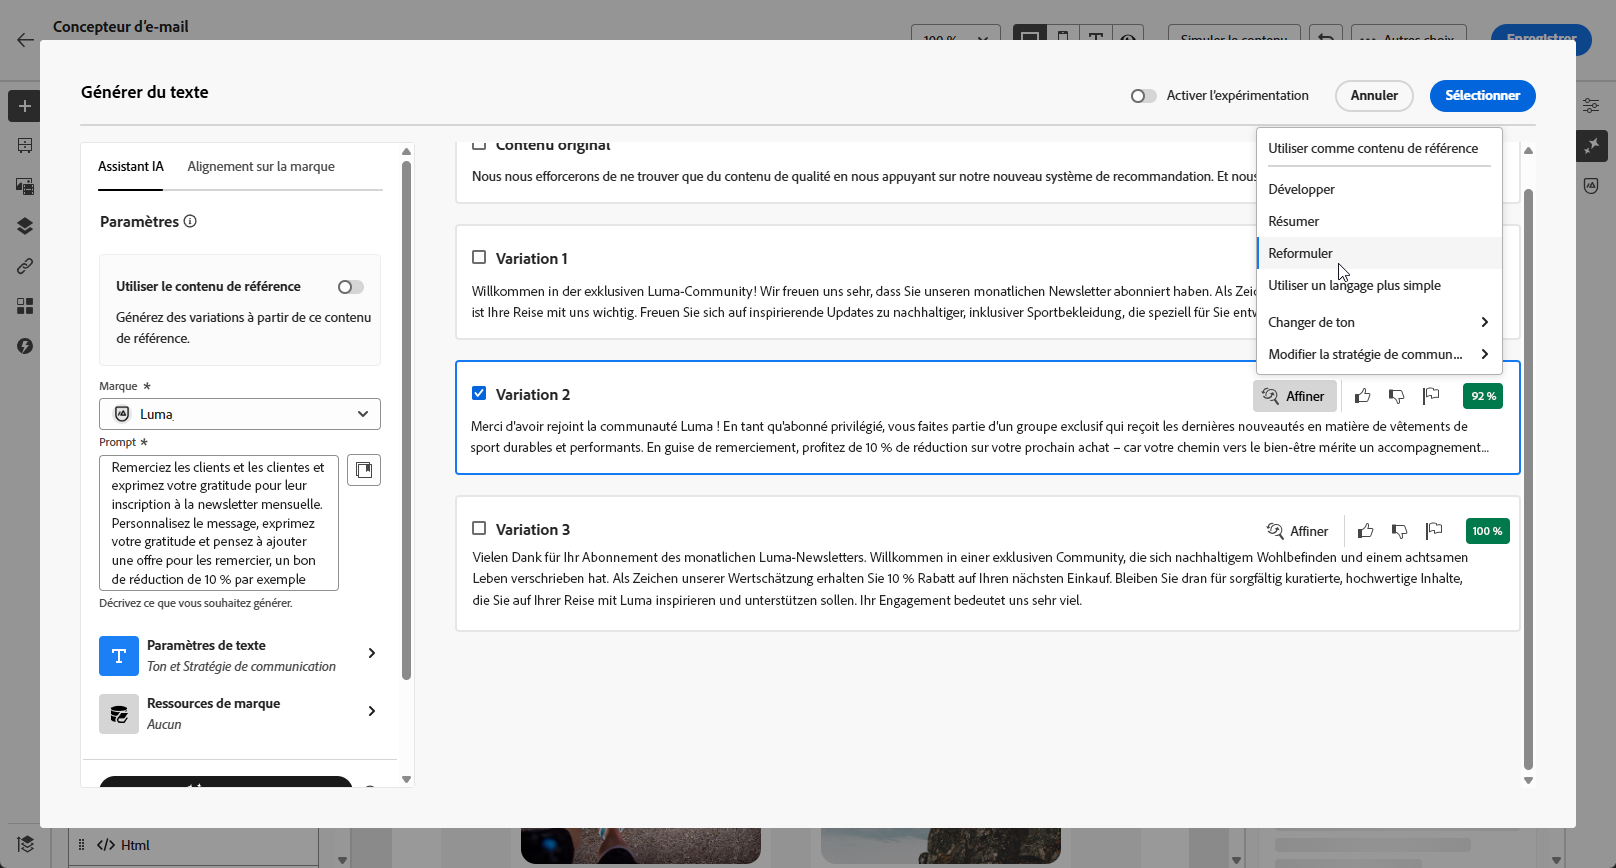 Concepteur d'e-mail
100 %
Simuler le contenu
Autres choix
Enregistrer
Générer du texte
Activer l'expérimentation
Annuler
Sélectionner
Assistant IA
Alignement sur la marque
Paramètres
Utiliser le contenu de référence
Générez des variations à partir de ce contenu
de référence.
Marque *
Luma
Prompt *
Remerciez les clients et les clientes et
exprimez votre gratitude pour leur
inscription à la newsletter mensuelle.
Personnalisez le message, exprimez
votre gratitude et pensez à ajouter
une offre pour les remercier, un bon
de réduction de 10 % par exemple
Décrivez ce que vous souhaitez générer.
Paramètres de texte
Ton et Stratégie de communication
Ressources de marque
Aucun
Contenu original
Nous nous efforcerons de ne trouver que du contenu de qualité en nous appuyant sur notre nouveau système de recommandation. Et nous
Variation 1
Willkommen in der exklusiven Luma-Community! Wir freuen uns sehr, dass Sie unseren monatlichen Newsletter abonniert haben. Als Zeic
ist Ihre Reise mit uns wichtig. Freuen Sie sich auf inspirierende Updates zu nachhaltiger, inklusiver Sportbekleidung, die speziell für Sie entw
Utiliser comme contenu de référence
Développer
Résumer
Reformuler
Utiliser un langage plus simple
Changer de ton
Modifier la stratégie de commun...
Variation 2
Affiner
92 %
Merci d'avoir rejoint la communauté Luma ! En tant qu'abonné privilégié, vous faites partie d'un groupe exclusif qui reçoit les dernières nouveautés en matière de vêtements de
sport durables et performants. En guise de remerciement, profitez de 10 % de réduction sur votre prochain achat – car votre chemin vers le bien-être mérite un accompagnement...
Variation 3
Affiner
100 %
Vielen Dank für Ihr Abonnement des monatlichen Luma-Newsletters. Willkommen in einer exklusiven Community, die sich nachhaltigem Wohlbefinden und einem achtsamen
Leben verschrieben hat. Als Zeichen unserer Wertschätzung erhalten Sie 10 % Rabatt auf Ihren nächsten Einkauf. Bleiben Sie dran für sorgfältig kuratierte, hochwertige Inhalte,
die Sie auf Ihrer Reise mit Luma inspirieren und unterstützen sollen. Ihr Engagement bedeutet uns sehr viel.
Html